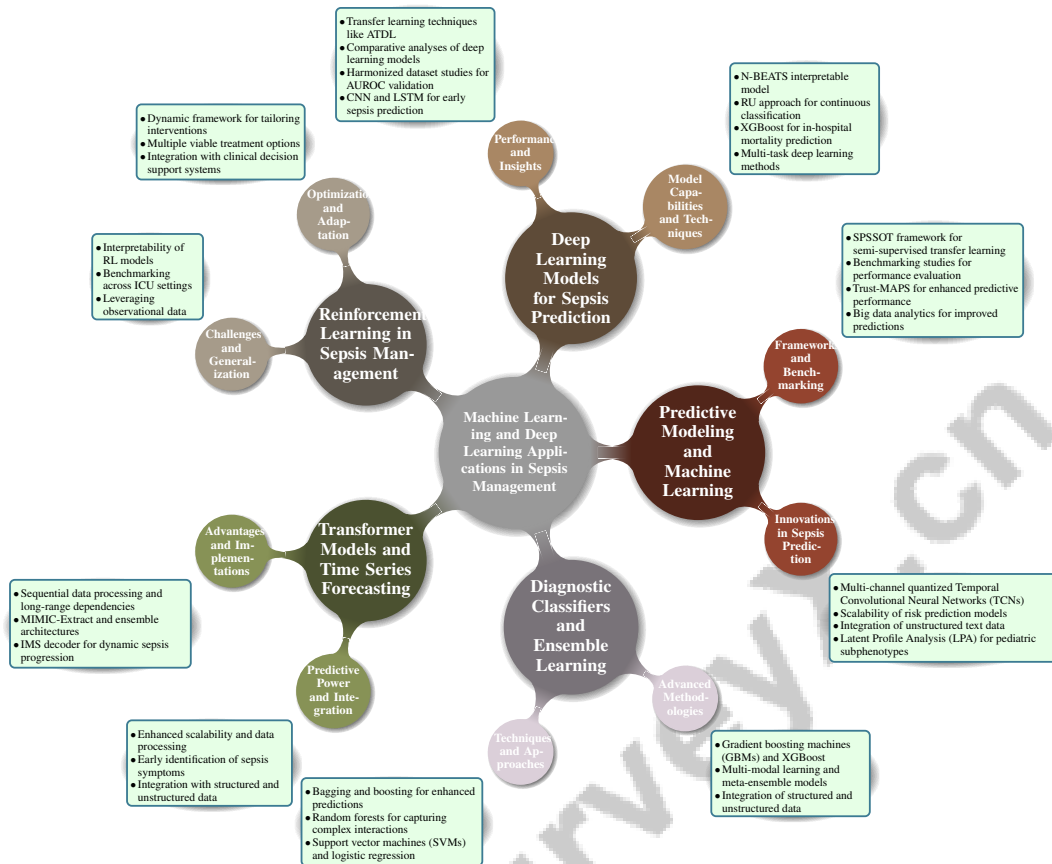 • Transfer learning techniques
like ATDL
• Comparative analyses of deep
learning models
• Harmonized dataset studies for
AUROC validation
• CNN and LSTM for early
sepsis prediction
• N-BEATS interpretable
model
• RU approach for continuous
classification
• XGBoost for in-hospital
mortality prediction
• Multi-task deep learning
methods
• Dynamic framework for tailoring
interventions
• Multiple viable treatment options
• Integration with clinical decision
support systems
Performance
and
Insights
Model
Capa-
bilities
and Tech-
niques
Optimization
and
Adap-
tation
Deep
Learning
Models
for Sepsis
Prediction
• SPSSOT framework for
semi-supervised transfer learning
• Benchmarking studies for
performance evaluation
• Trust-MAPS for enhanced predictive
performance
• Big data analytics for improved
predictions
• Interpretability of
RL models
• Benchmarking
across ICU settings
• Leveraging
observational data
Reinforcement
Learning in
Sepsis Man-
agement
Challenges
and
General-
ization
Frameworks
and Bench-
marking
Machine Learn-
ing and Deep
Learning Appli-
cations in Sepsis
Management
Predictive
Modeling
and
Machine
Learning
Advantages
and Im-
plemen-
tations
Transformer
Models and
Time Series
Forecasting
Innovations
in Sepsis
Predic-
tion
Diagnostic
Classifiers
and
Ensemble
Learning
• Sequential data processing and
long-range dependencies
• MIMIC-Extract and ensemble
architectures
• IMS decoder for dynamic sepsis
progression
• Multi-channel quantized Temporal
Convolutional Neural Networks (TCNs)
• Scalability of risk prediction models
• Integration of unstructured text data
• Latent Profile Analysis (LPA) for pediatric
subphenotypes
Predictive
Power
and Inte-
gration
Advanced
Method-
ologies
Techniques
and Ap-
proaches
• Enhanced scalability and data
processing
• Early identification of sepsis
symptoms
• Integration with structured and
unstructured data
• Gradient boosting machines
(GBMs) and XGBoost
• Multi-modal learning and
meta-ensemble models
• Integration of structured and
unstructured data
• Bagging and boosting for enhanced
predictions
• Random forests for capturing
complex interactions
• Support vector machines (SVMs)
and logistic regression
urveyx.cn